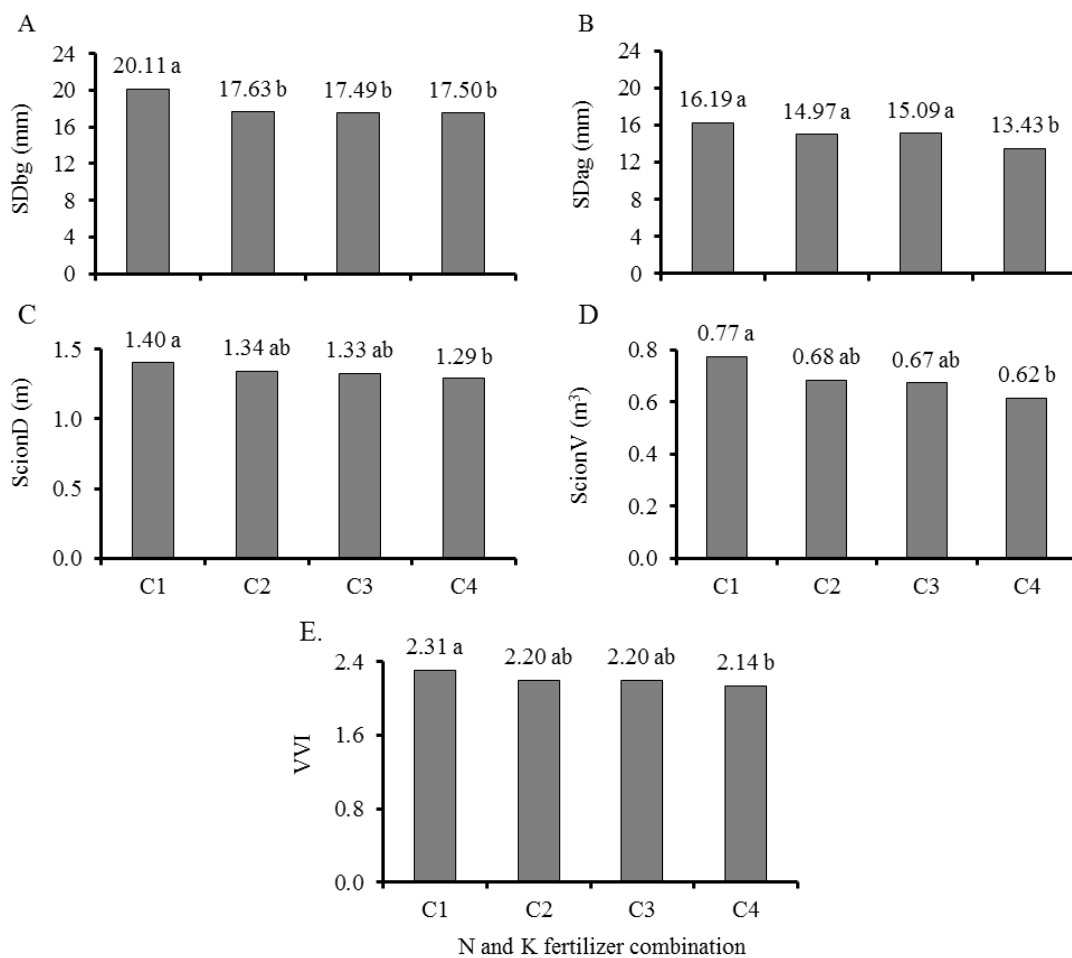 A
SDbg (mm)
24
20
16
12
8
4
0
20.11 a
17.63 b
17.49 b
17.50 b
B
SDag (mm)
24
20
16
12
8
4
0
16.19 a
14.97 a
15.09 a
13.43 b
C
ScionD (m)
1.5
1.0
0.5
0.0
1.40 a
1.34 ab
1.33 ab
1.29 b
C1 C2 C3 C4
D
ScionV (m³)
0.8
0.6
0.4
0.2
0.0
0.77 a
0.68 ab
0.67 ab
0.62 b
C1 C2 C3 C4
E.
VVI
2.4
1.6
0.8
0.0
2.31 a
2.20 ab
2.20 ab
2.14 b
C1 C2 C3 C4
N and K fertilizer combination